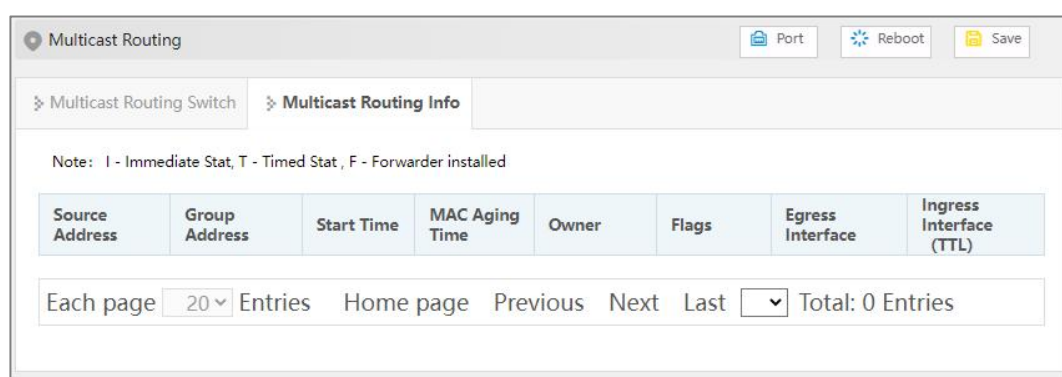 Multicast Routing Port Reboot Save
Multicast Routing Switch Multicast Routing Info
Note: I - Immediate Stat, T - Timed Stat , F - Forwarder installed
Source Address Group Address Start Time MAC Aging Time Owner Flags Egress Interface Ingress Interface (TTL)
Each page 20 Entries Home page Previous Next Last Total: 0 Entries